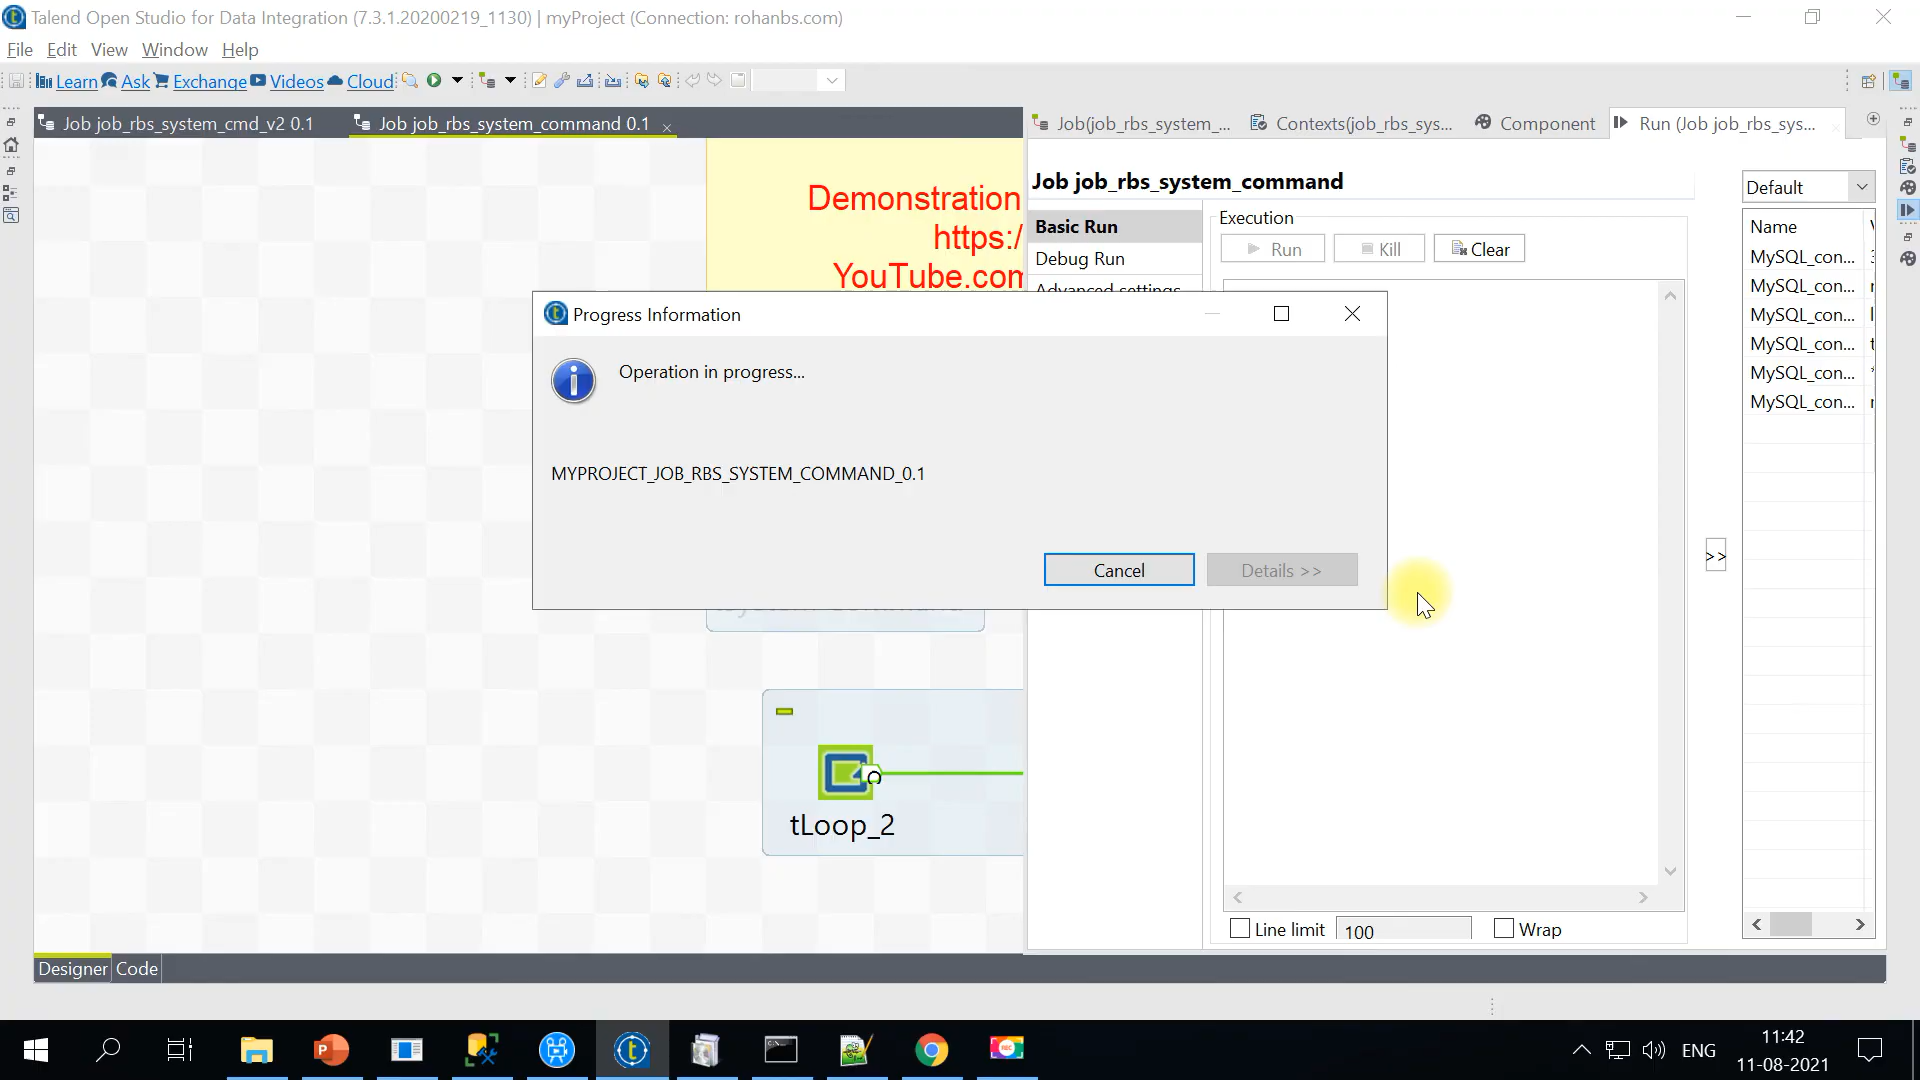 Talend Open Studio for Data Integration (7.3.1.20200219_1130) | myProject (Connection: rohanbs.com)
File Edit View Window Help
Learn Ask Exchange Videos Cloud
Job job_rbs_system_cmd_v2 0.1
Job job_rbs_system_command 0.1
Job(job_rbs_system_...
Contexts(job_rbs_sys...
Component
Run (Job job_rbs_sys...
Demonstration
https:/
YouTube.com
Job job_rbs_system_command
Default
Basic Run
Debug Run
Advanced settings
Execution
Run
Kill
Clear
Name
MySQL_con...
MySQL_con...
MySQL_con...
MySQL_con...
MySQL_con...
MySQL_con...
Progress Information
Operation in progress...
MYPROJECT_JOB_RBS_SYSTEM_COMMAND_0.1
Cancel
Details >>
>>
tLoop_2
Line limit
100
Wrap
Designer
Code
ENG
11:42
11-08-2021